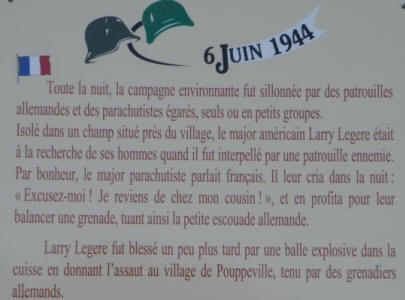 6 JUIN 1944
Toute la nuit, la campagne environnante fut sillonnée par des patrouilles
allemandes et des parachutistes égarés, seuls ou en petits groupes.
Isolé dans un champ situé près du village, le major américain Larry Legere était
à la recherche de ses hommes quand il fut interpellé par une patrouille ennemie.
Par bonheur, le major parachutiste parlait français. Il leur cria dans la nuit :
« Excusez-moi ! Je reviens de chez mon cousin ! », et en profita pour leur
balancer une grenade, tuant ainsi la petite escouade allemande.
Larry Legere fut blessé un peu plus tard par une balle explosive dans la
cuisse en donnant l'assaut au village de Pouppeville, tenu par des grenadiers
allemands.